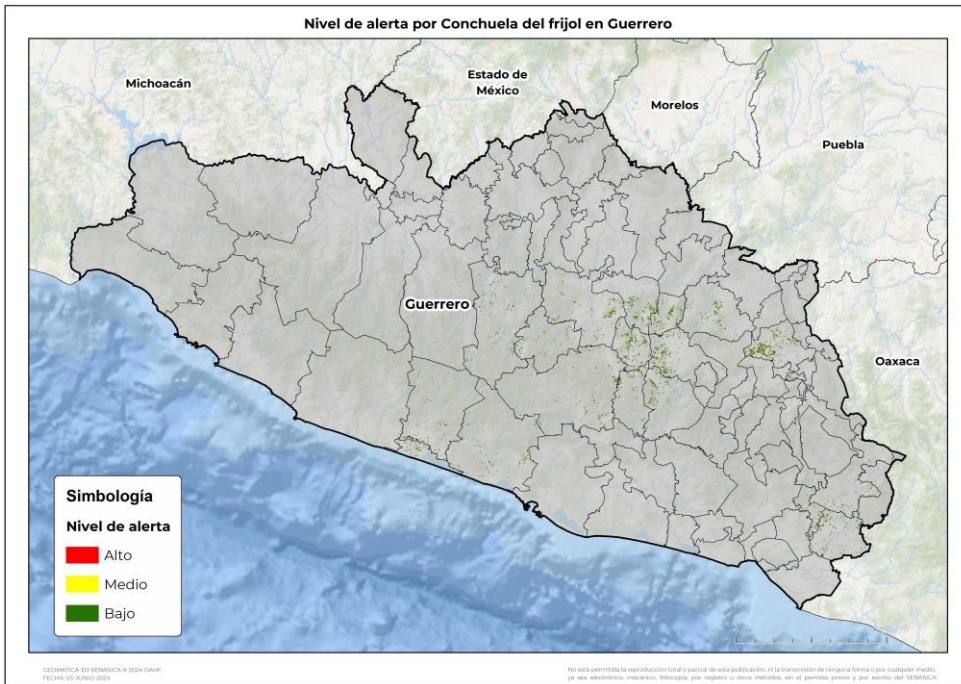 Nivel de alerta por Conchuela del frijol en Guerrero
Michoacán
Estado de
México
Morelos
Puebla
Guerrero
Oaxaca
Simbología
Nivel de alerta
Alto
Medio
Bajo
GEOMÁTICA-DJ-SENASICA ® 2024 DAHF
FECHA: 03 JUNIO 2024
No está permitida la reproducción total o parcial de esta publicación, ni la transmisión de ninguna forma o por cualquier medio,
ya sea electrónico, mecánico, fotocopia, por registro u otros métodos, sin el permiso previo y por escrito del SENASICA.